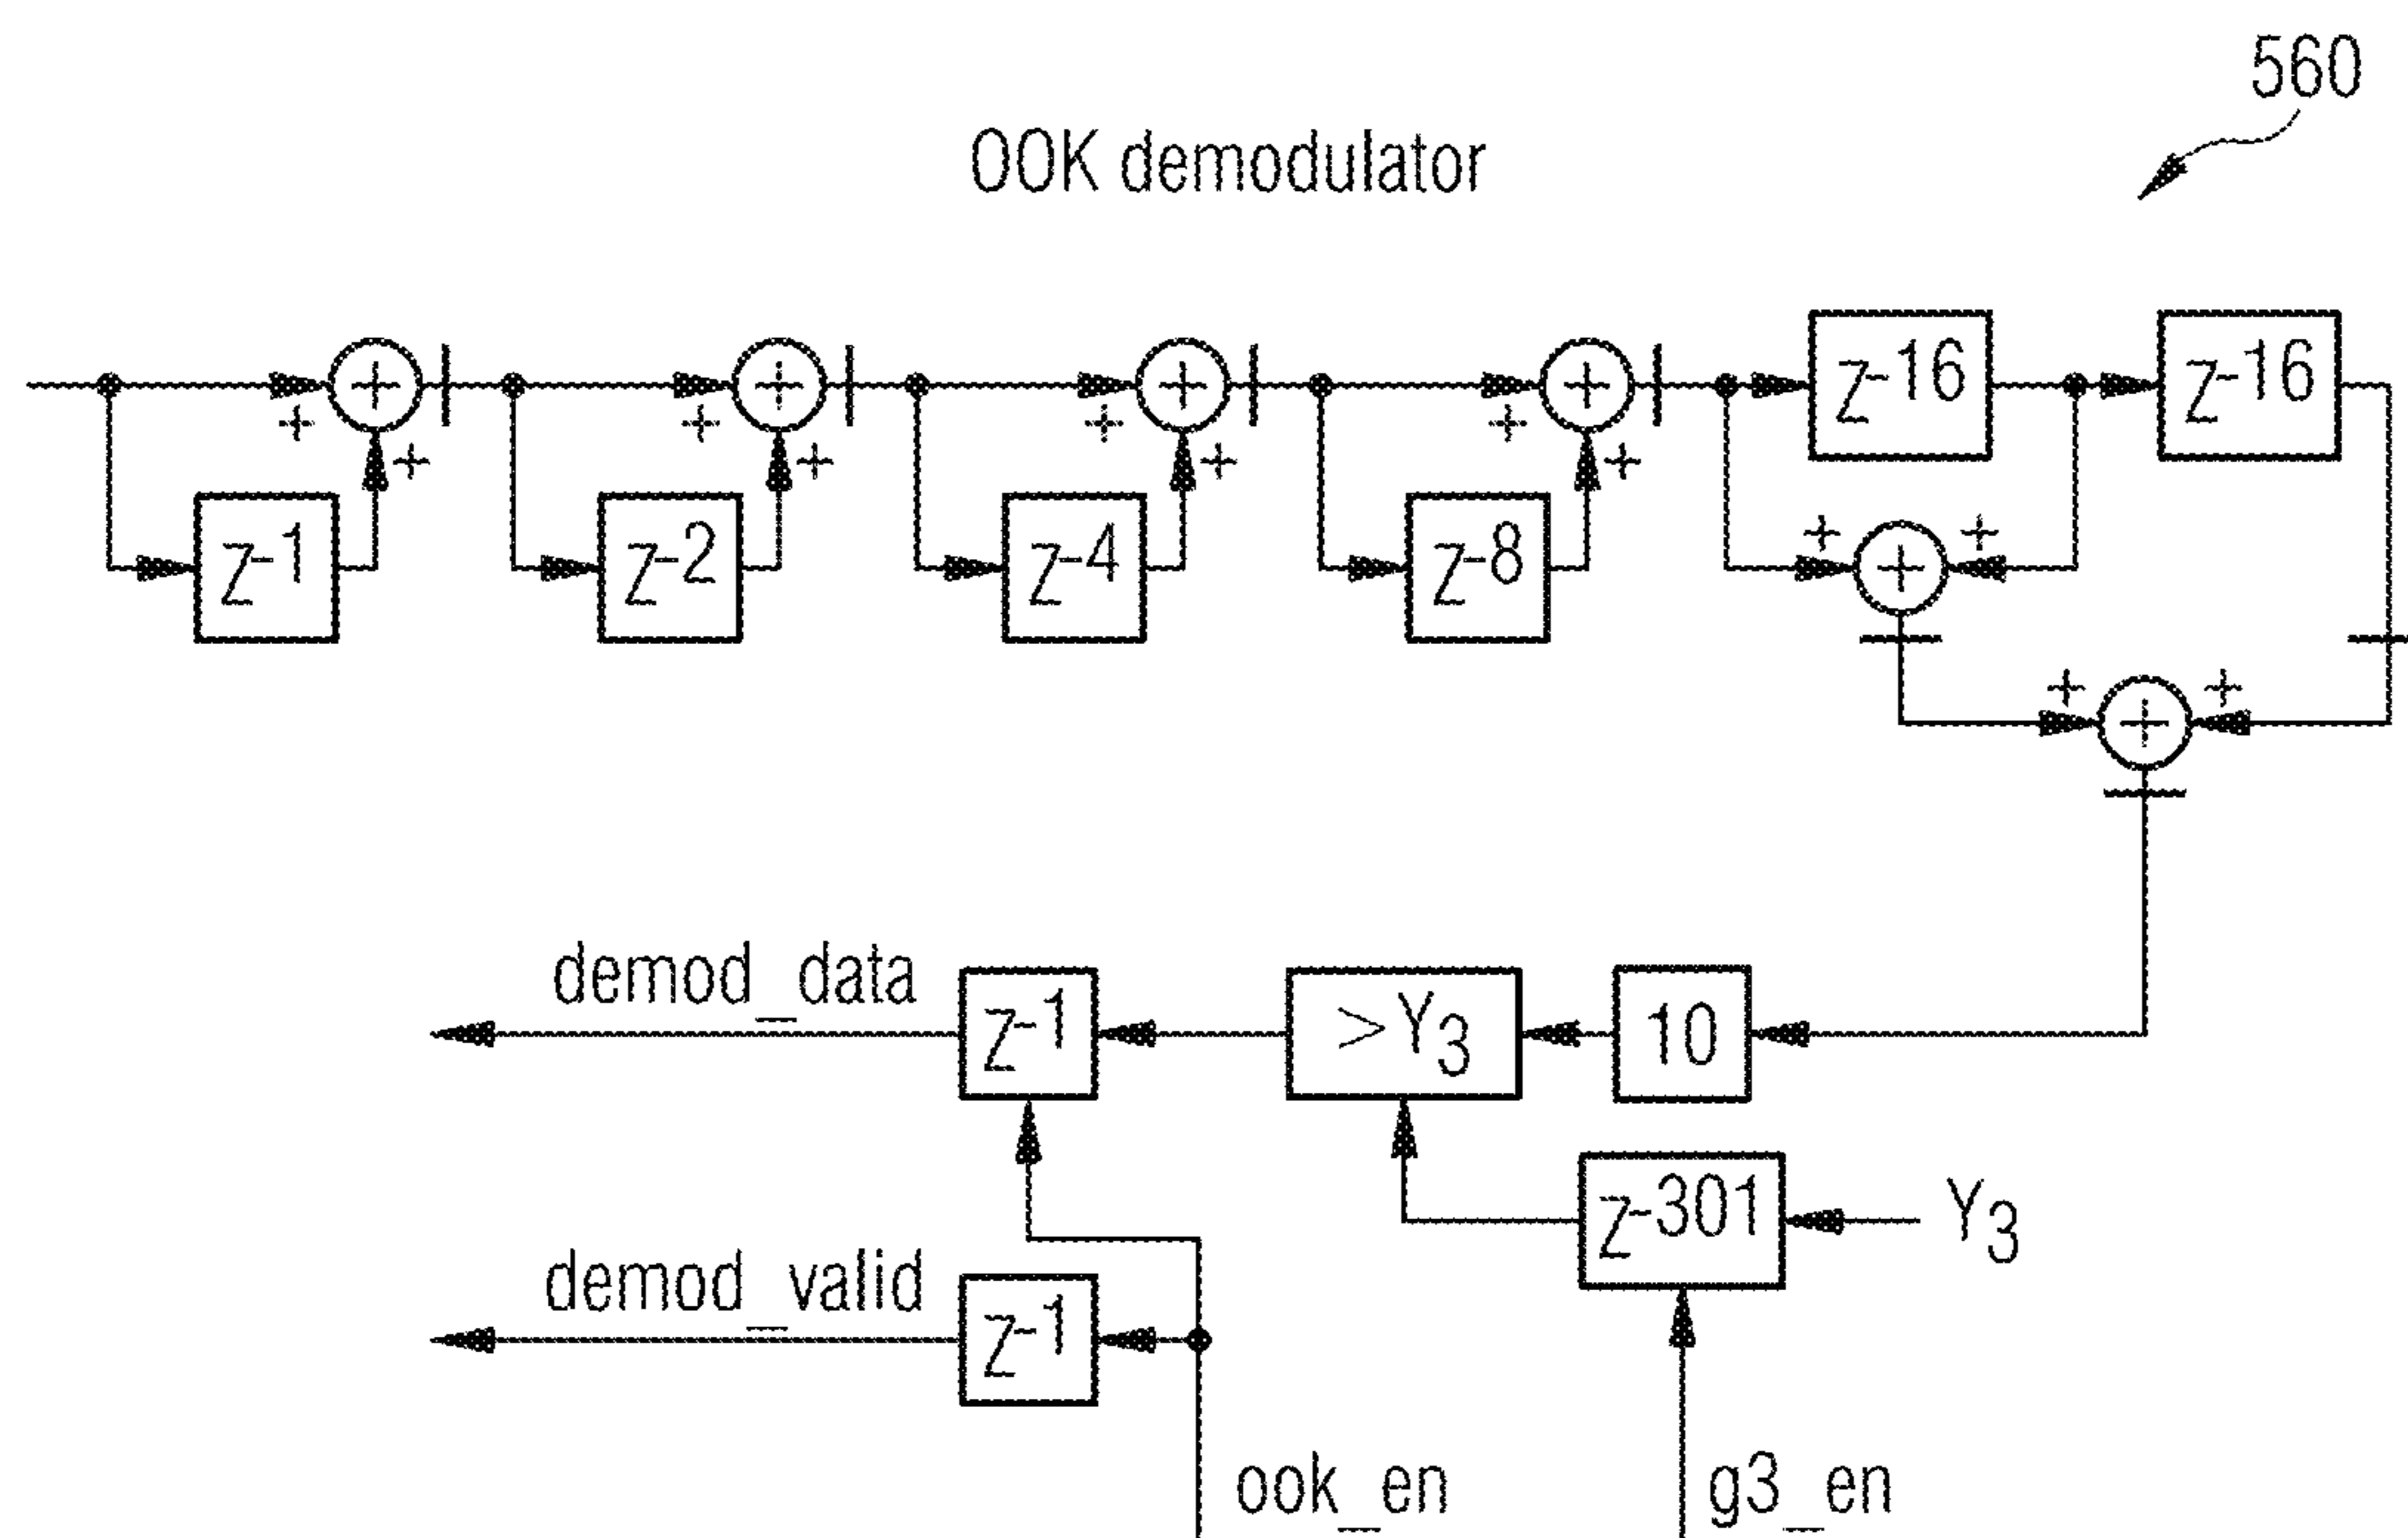 560
OOK demodulator
+ + + + z-16 z-16
+ + + + + + + +
z-1 z-2 z-4 z-8 + + +
+ + +
demod_data z-1 >Y3 10
z-301 Y3
demod_valid z-1
ook_en g3_en